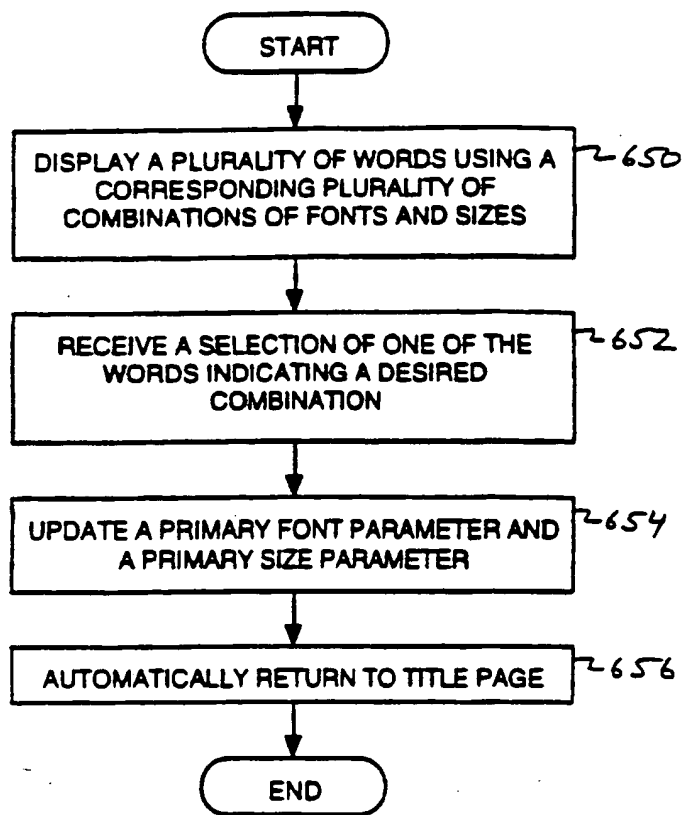 START
DISPLAY A PLURALITY OF WORDS USING A
CORRESPONDING PLURALITY OF
COMBINATIONS OF FONTS AND SIZES
650
RECEIVE A SELECTION OF ONE OF THE
WORDS INDICATING A DESIRED
COMBINATION
652
UPDATE A PRIMARY FONT PARAMETER AND
A PRIMARY SIZE PARAMETER
654
AUTOMATICALLY RETURN TO TITLE PAGE
656
END